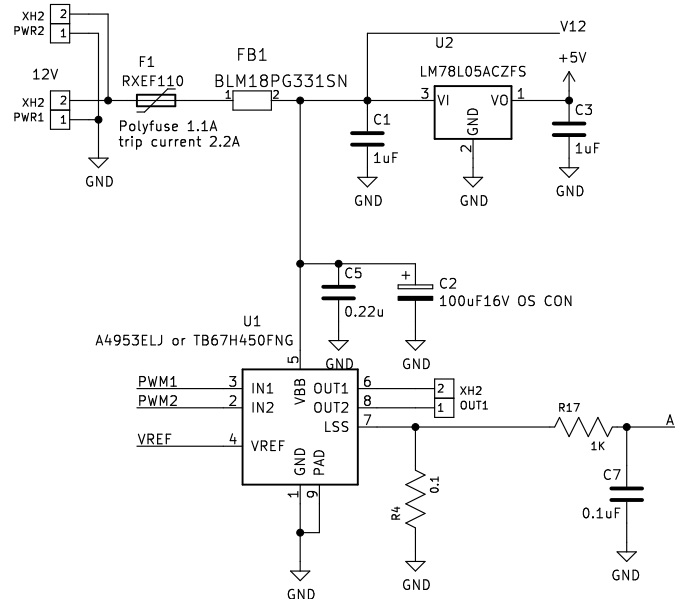 XH2 2
PWR2 1
12V
XH2 2
PWR1 1
GND
F1
RXEF110
Polyfuse 1.1A
trip current 2.2A
FB1
BLM18PG331SN
1 2
V12
U2
LM78L05ACZFS
3 VI VO 1
GND
2
GND
+5V
C1
1uF
GND
C3
1uF
GND
C5
0.22u
GND
+
C2
100uF16V OS CON
GND
U1
A4953ELJ or TB67H450FNG
5
VBB
PWM1 3 IN1 OUT1 6 2 XH2
PWM2 2 IN2 OUT2 8 1 OUT1
LSS 7
VREF 4 VREF
GND PAD
1 9
GND
R4 0.1
GND
R17
1K
A
C7
0.1uF
GND